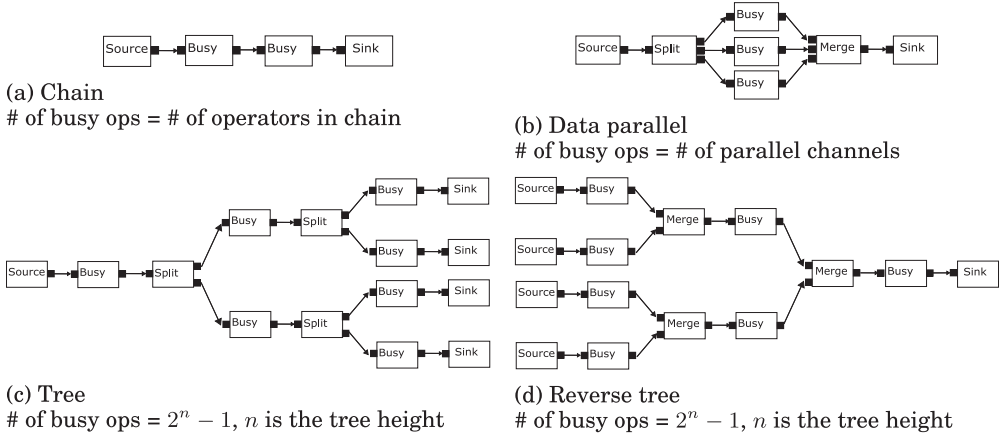 Source Busy Busy Sink
(a) Chain
# of busy ops = # of operators in chain
Busy
Source Split Busy Merge Sink
Busy
(b) Data parallel
# of busy ops = # of parallel channels
Busy Sink
Busy Split
Busy Sink
Source Busy Split
Busy Sink
Busy Split
Busy Sink
(c) Tree
# of busy ops = 2ⁿ − 1, n is the tree height
Source Busy
Merge Busy
Source Busy
Merge Busy Sink
Source Busy
Merge Busy
Source Busy
(d) Reverse tree
# of busy ops = 2ⁿ − 1, n is the tree height